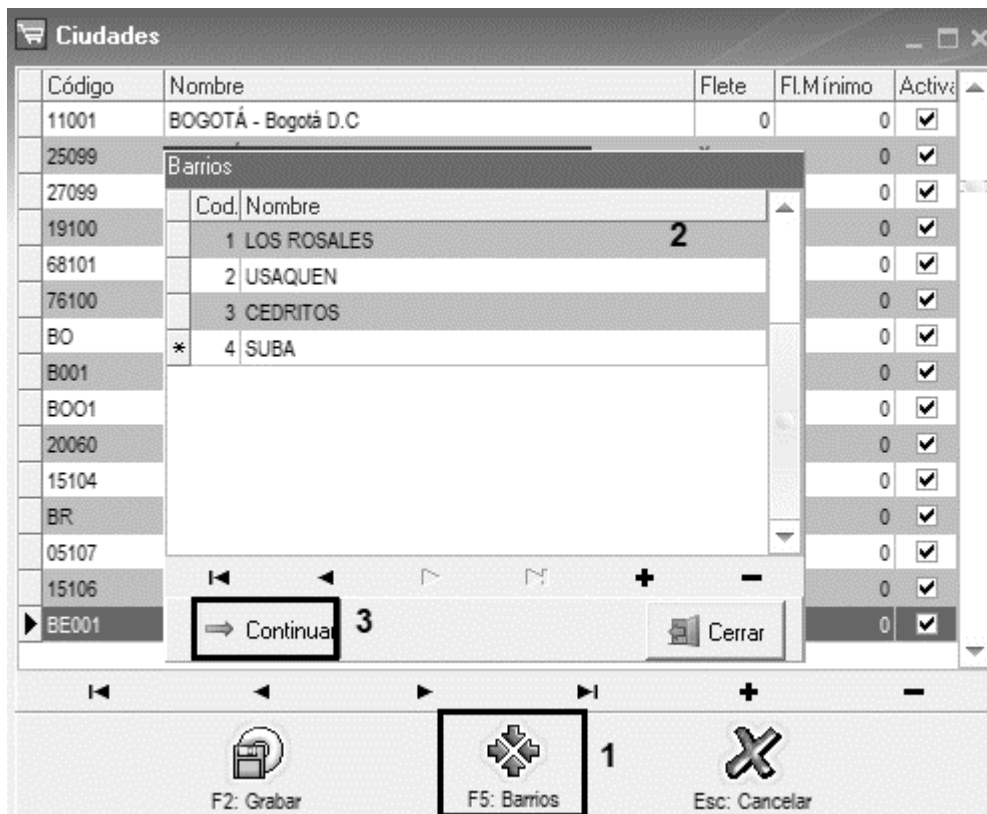 Ciudades
Código Nombre Flete Fl.Mínimo Activa
11001 BOGOTÁ - Bogotá D.C 0 0
25099 0
Barrios
27099 0
Cod. Nombre
19100 0
1 LOS ROSALES 2
68101 0
2 USAQUEN
76100 0
3 CEDRITOS
BO 0
* 4 SUBA
B001 0
BOO1 0
20060 0
15104 0
BR 0
05107 0
15106 0
BE001 0
Continuar 3 Cerrar
F5: Barrios 1
F2: Grabar Esc: Cancelar